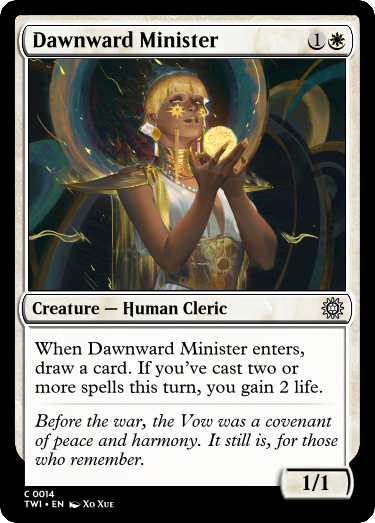 Dawnward Minister 1
Creature — Human Cleric
When Dawnward Minister enters,
draw a card. If you've cast two or
more spells this turn, you gain 2 life.
Before the war, the Vow was a covenant
of peace and harmony. It still is, for those
who remember.
1/1
C 0014
TWI • EN Xo Xue